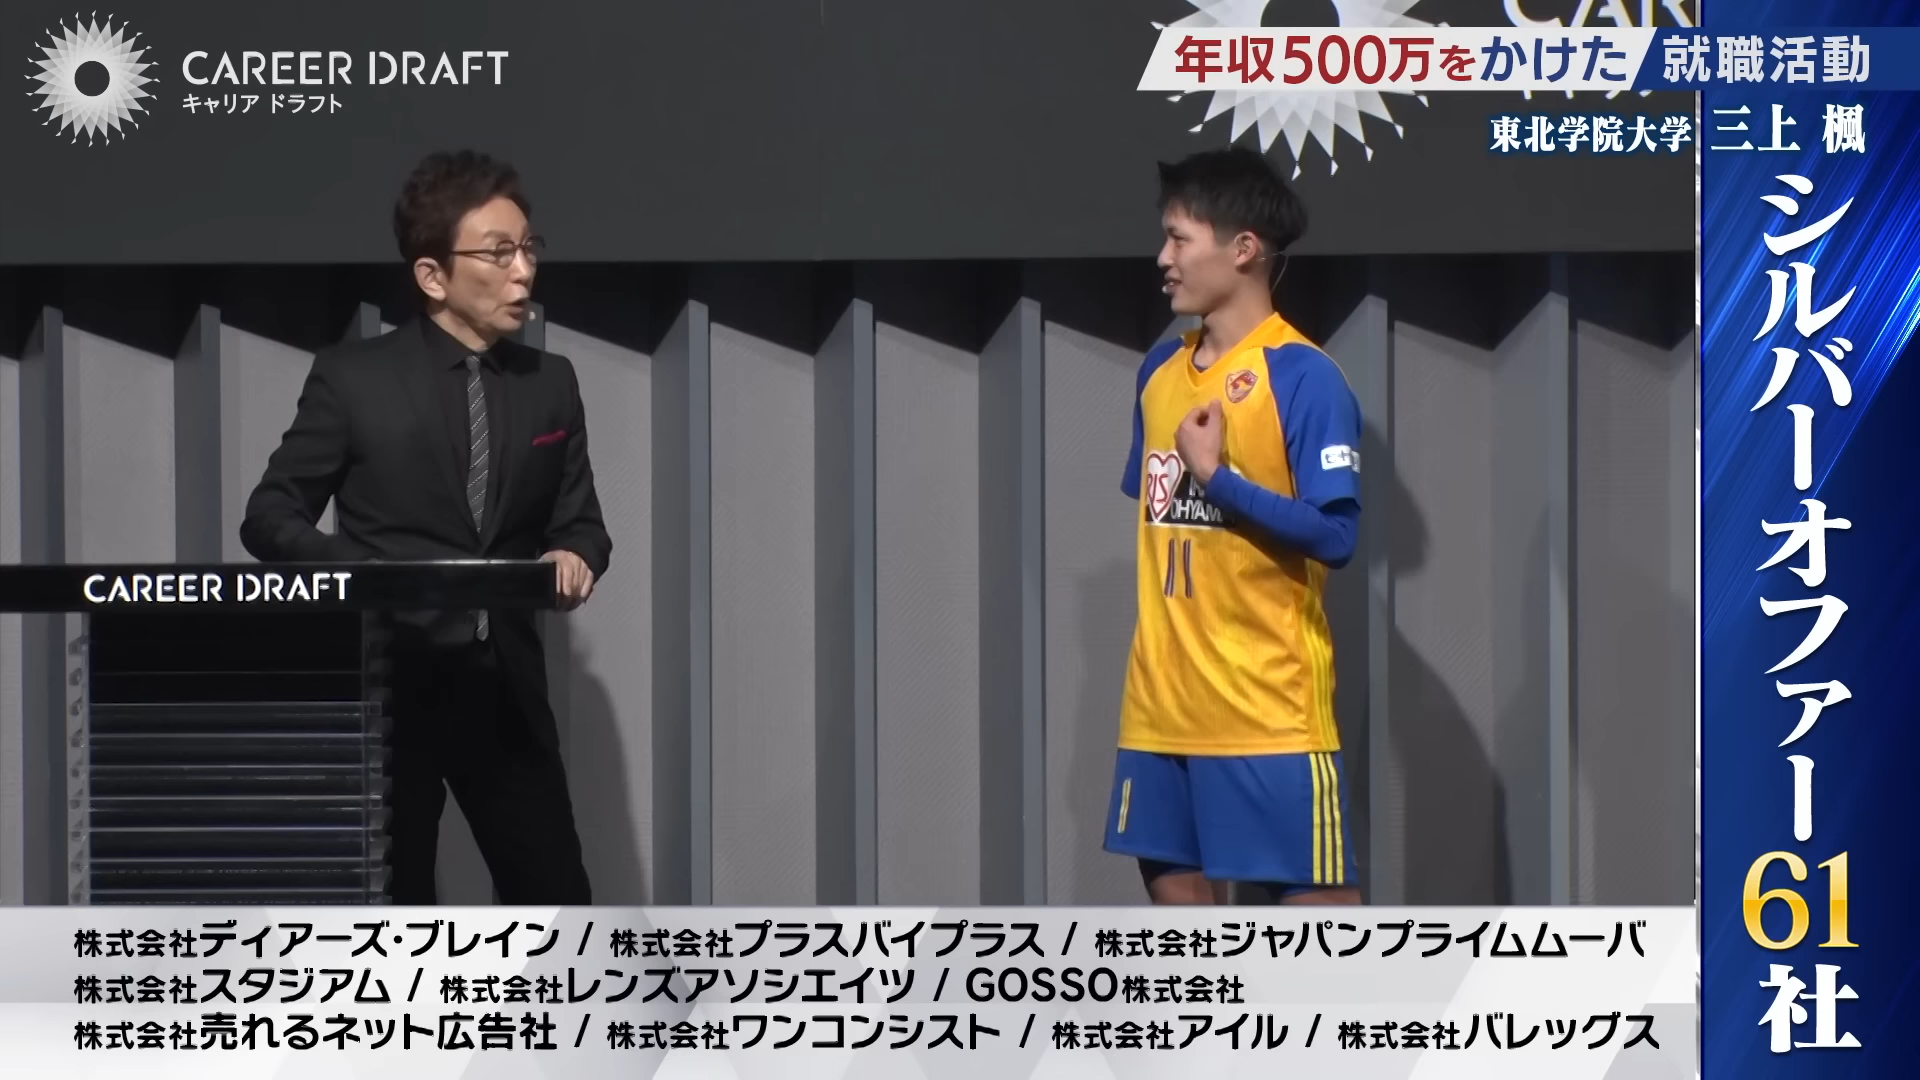 CAREER DRAFT
キャリア ドラフト
年収500万をかけた 就職活動
東北学院大学 三上 楓
シルバーオファー61社
OHYAMA
11
1
CAREER DRAFT
株式会社ディアーズ・ブレイン / 株式会社プラスバイプラス / 株式会社ジャパンプライムムーバ
株式会社スタジアム / 株式会社レンズアソシエイツ / GOSSO株式会社
株式会社売れるネット広告社 / 株式会社ワンコンシスト / 株式会社アイル / 株式会社バレッグス